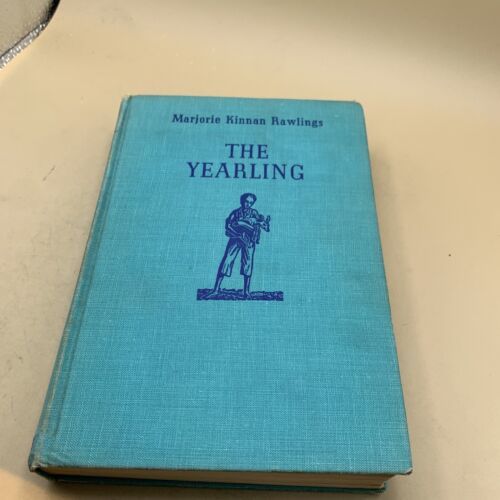 Marjorie Kinnan Rawlings
THE
YEARLING